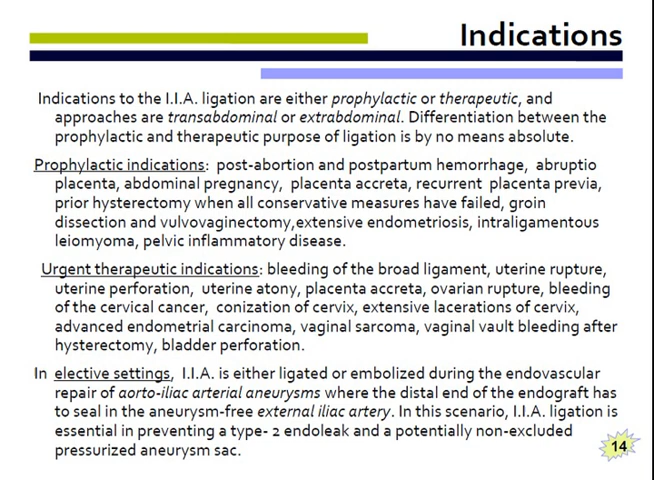 Indications
Indications to the I.I.A. ligation are either prophylactic or therapeutic, and
approaches are transabdominal or extrabdominal. Differentiation between the
prophylactic and therapeutic purpose of ligation is by no means absolute.
Prophylactic indications: post-abortion and postpartum hemorrhage, abruptio
placenta, abdominal pregnancy, placenta accreta, recurrent placenta previa,
prior hysterectomy when all conservative measures have failed, groin
dissection and vulvovaginectomy,extensive endometriosis, intraligamentous
leiomyoma, pelvic inflammatory disease.
Urgent therapeutic indications: bleeding of the broad ligament, uterine rupture,
uterine perforation, uterine atony, placenta accreta, ovarian rupture, bleeding
of the cervical cancer, conization of cervix, extensive lacerations of cervix,
advanced endometrial carcinoma, vaginal sarcoma, vaginal vault bleeding after
hysterectomy, bladder perforation.
In elective settings, I.I.A. is either ligated or embolized during the endovascular
repair of aorto-iliac arterial aneurysms where the distal end of the endograft has
to seal in the aneurysm-free external iliac artery. In this scenario, I.I.A. ligation is
essential in preventing a type- 2 endoleak and a potentially non-excluded
pressurized aneurysm sac.
14